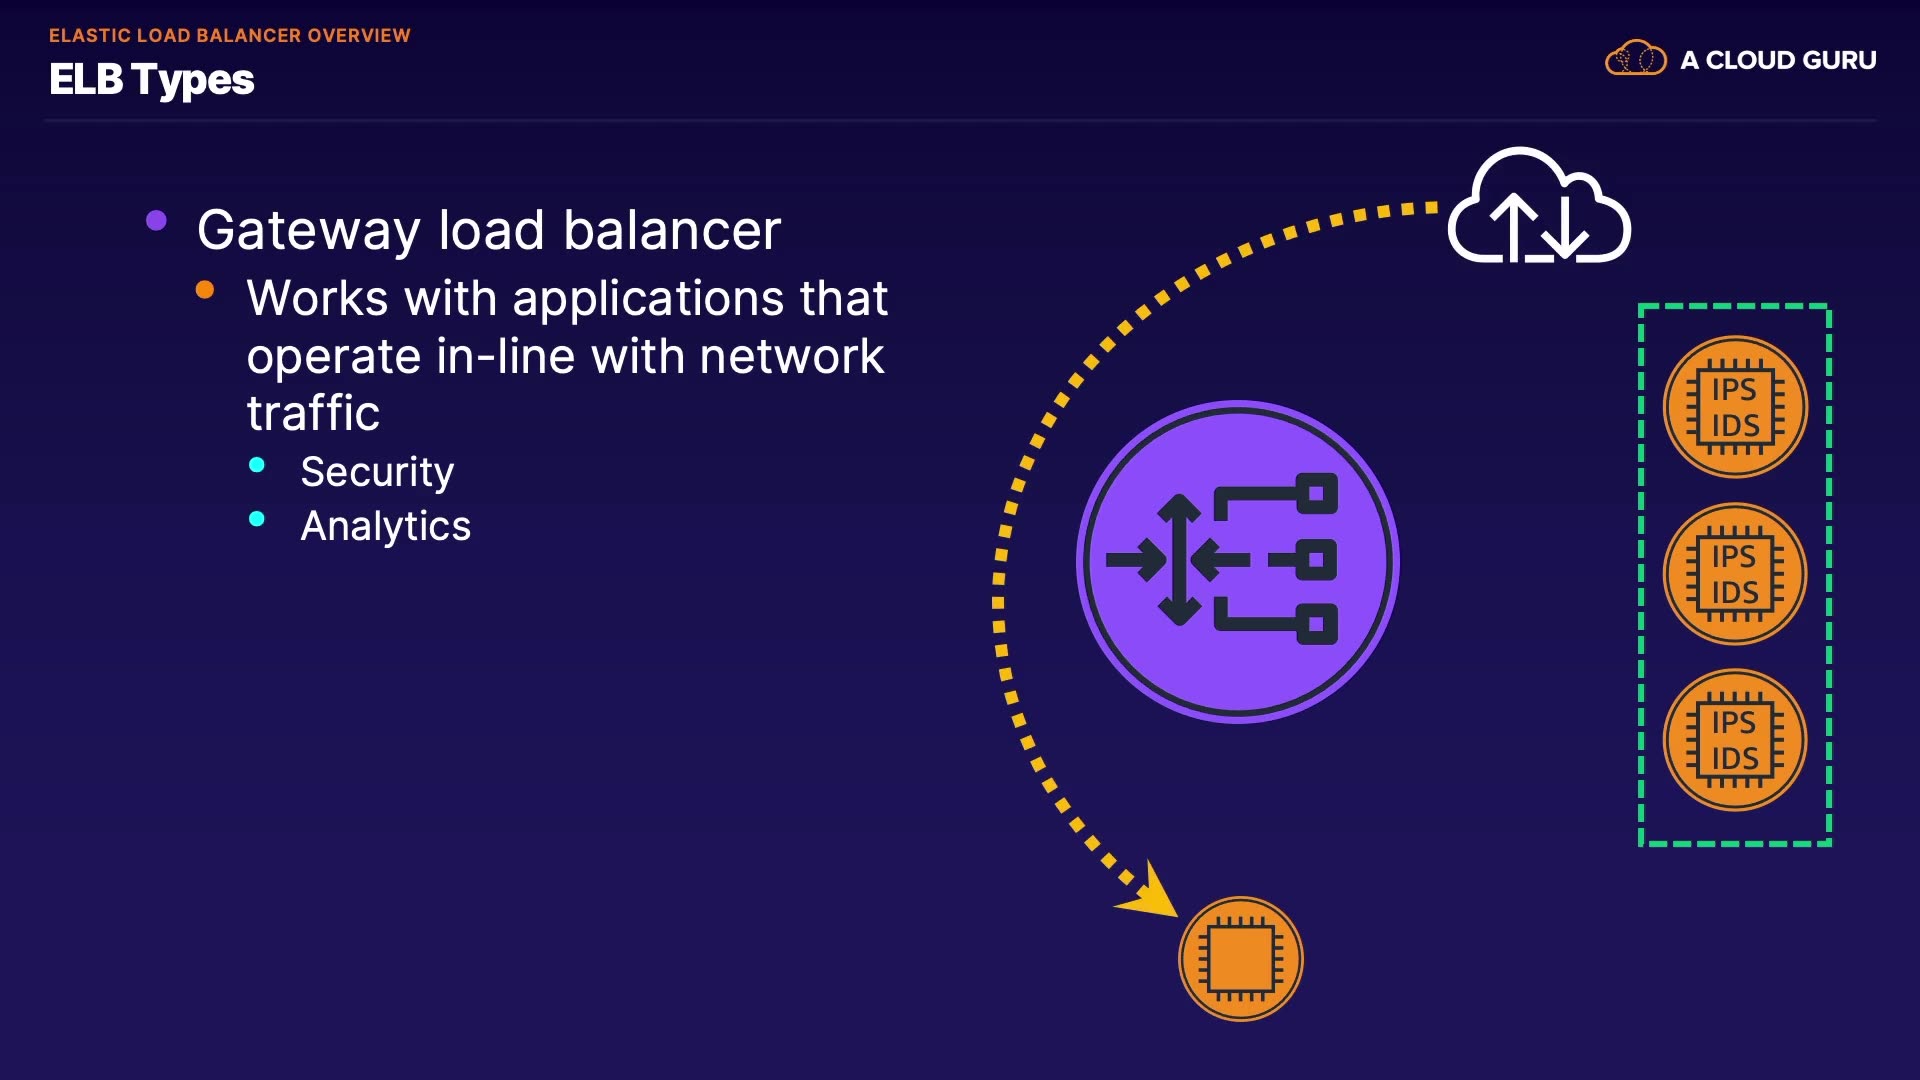 ELASTIC LOAD BALANCER OVERVIEW
ELB Types
A CLOUD GURU
Gateway load balancer
Works with applications that
operate in-line with network
traffic
Security
Analytics
IPS
IDS
IPS
IDS
IPS
IDS